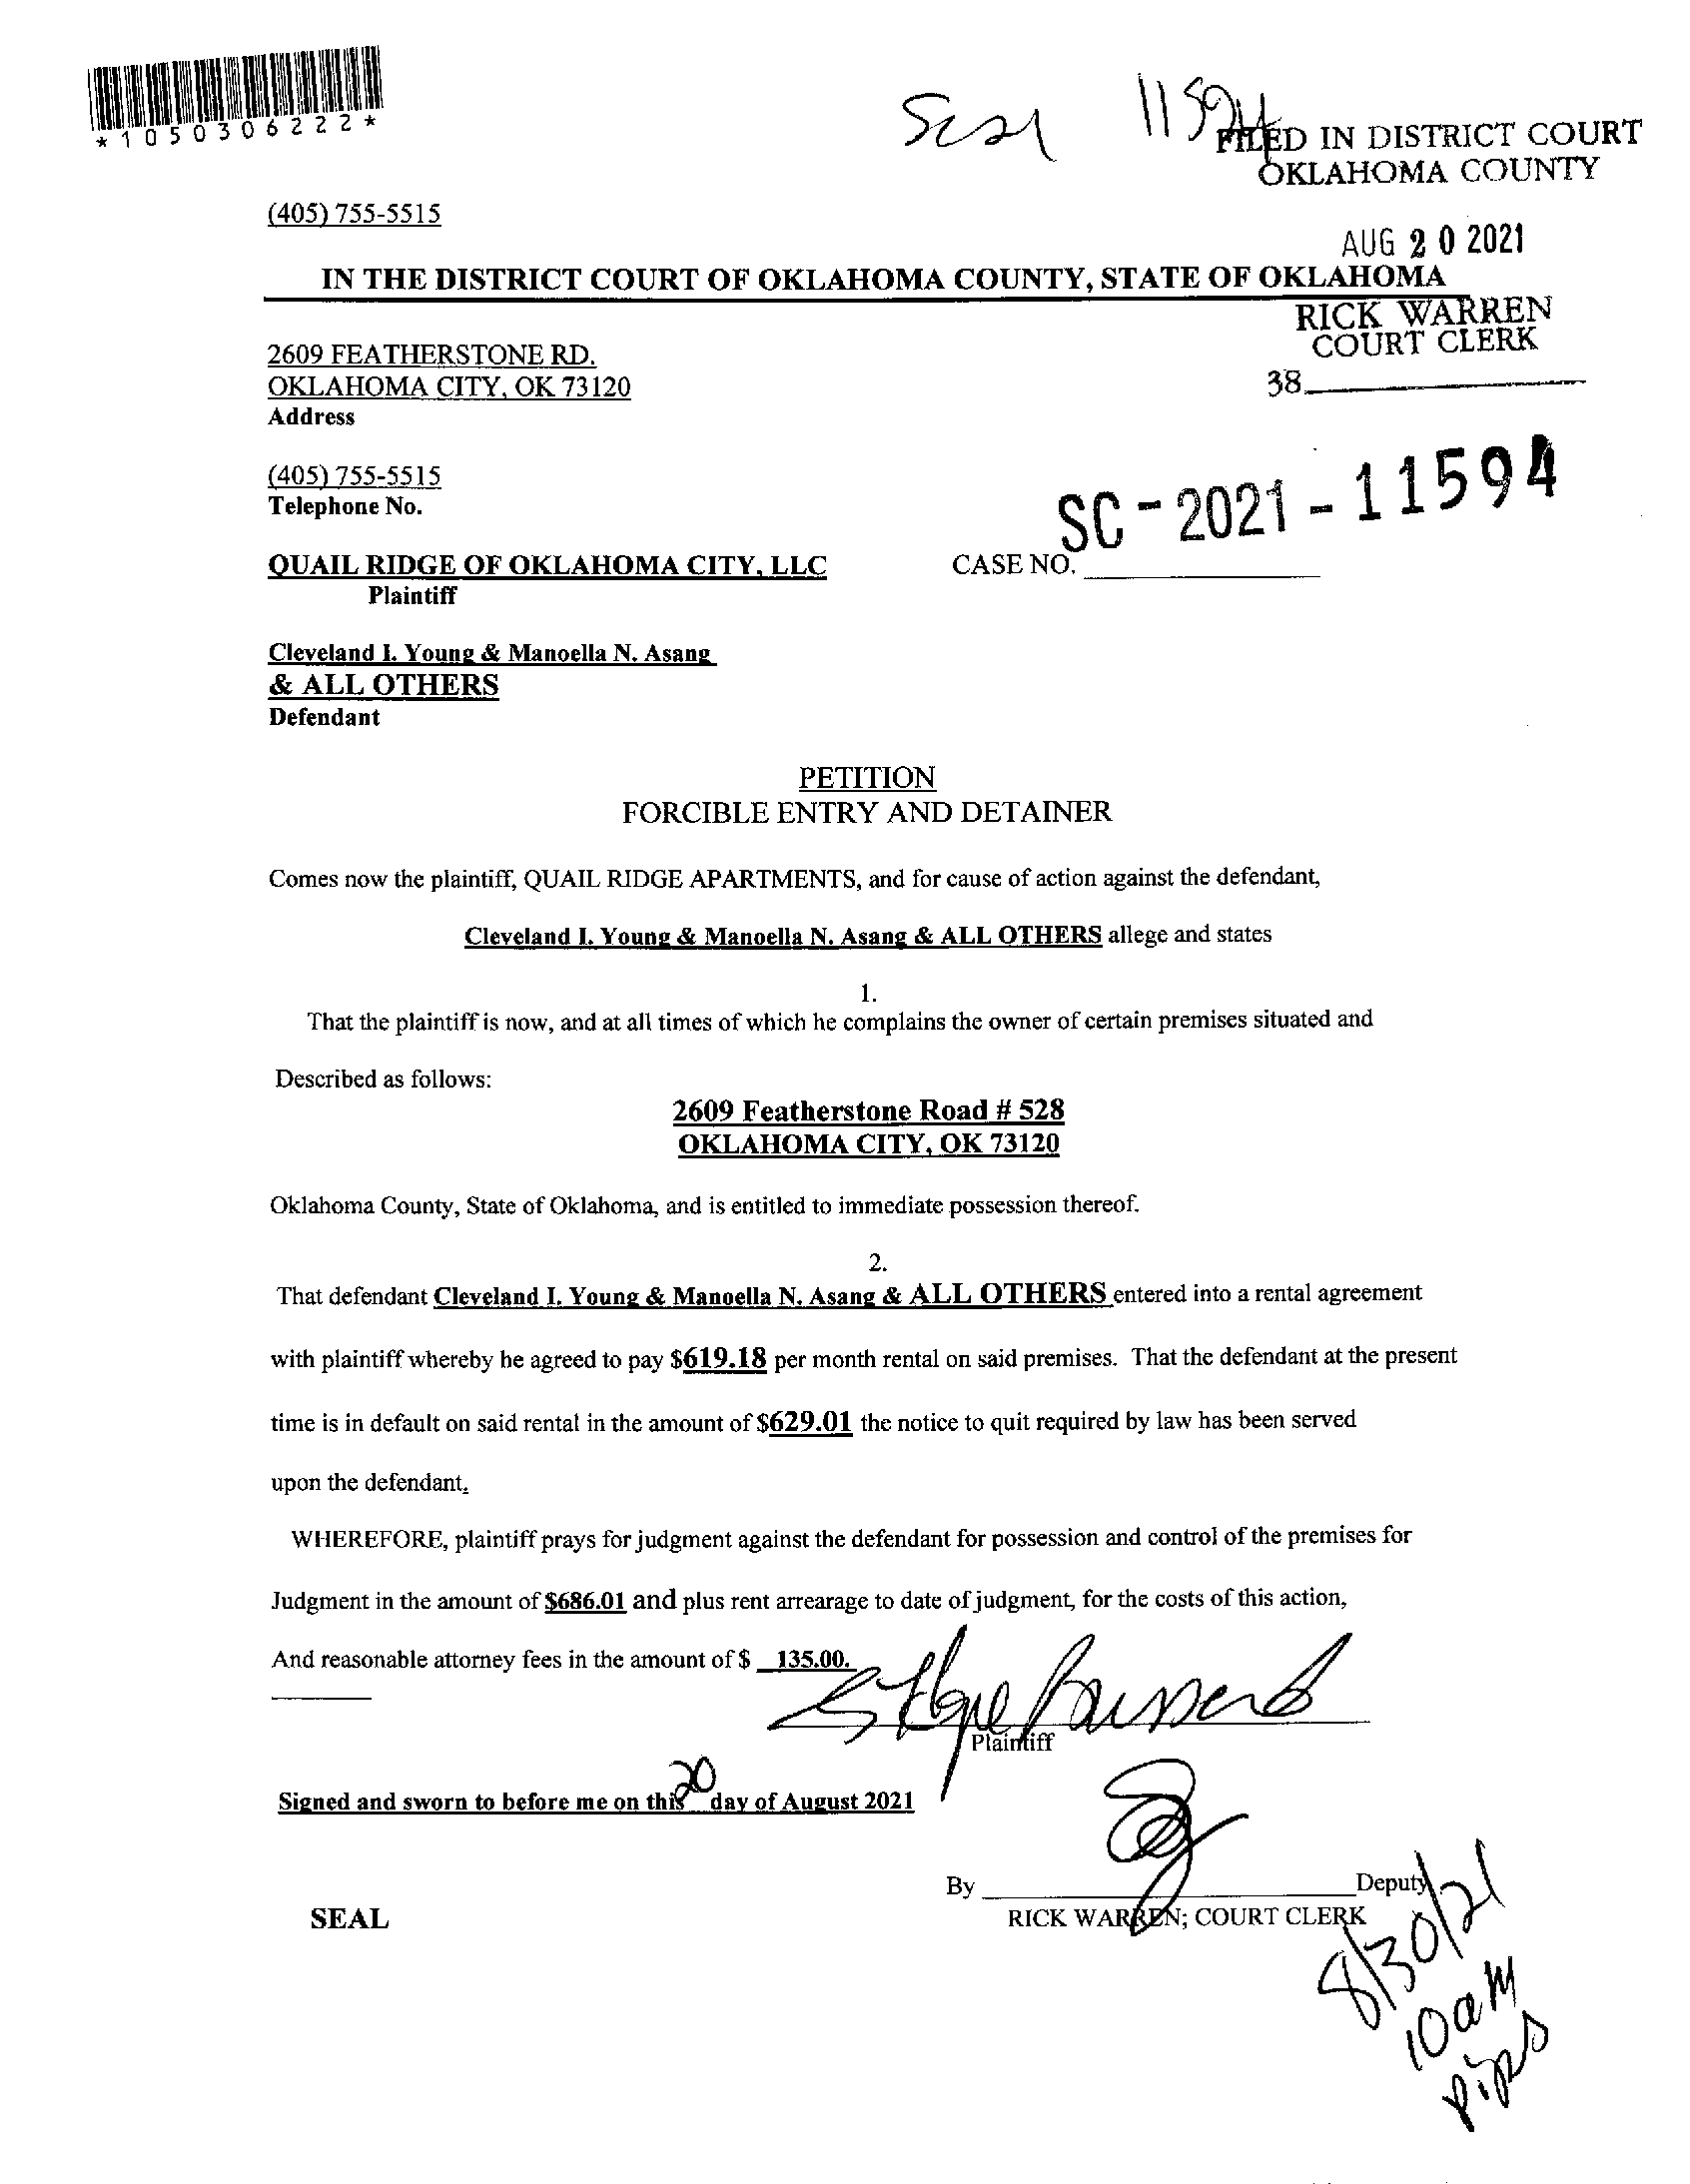 *1050306222*
FILED IN DISTRICT COURT
OKLAHOMA COUNTY
(405) 755-5515
AUG 20 2021
IN THE DISTRICT COURT OF OKLAHOMA COUNTY, STATE OF OKLAHOMA
RICK WARREN
COURT CLERK
2609 FEATHERSTONE RD.
OKLAHOMA CITY, OK 73120
38
Address
(405) 755-5515
Telephone No.
SC-2021-11594
QUAIL RIDGE OF OKLAHOMA CITY, LLC
CASE NO.
Plaintiff
Cleveland I. Young & Manoella N. Asang
& ALL OTHERS
Defendant
PETITION
FORCIBLE ENTRY AND DETAINER
Comes now the plaintiff, QUAIL RIDGE APARTMENTS, and for cause of action against the defendant,
Cleveland I. Young & Manoella N. Asang & ALL OTHERS allege and states
1.
That the plaintiff is now, and at all times of which he complains the owner of certain premises situated and
Described as follows:
2609 Featherstone Road # 528
OKLAHOMA CITY, OK 73120
Oklahoma County, State of Oklahoma, and is entitled to immediate possession thereof.
2.
That defendant Cleveland I. Young & Manoella N. Asang & ALL OTHERS entered into a rental agreement
with plaintiff whereby he agreed to pay $619.18 per month rental on said premises. That the defendant at the present
time is in default on said rental in the amount of $629.01 the notice to quit required by law has been served
upon the defendant.
WHEREFORE, plaintiff prays for judgment against the defendant for possession and control of the premises for
Judgment in the amount of $686.01 and plus rent arrearage to date of judgment, for the costs of this action,
And reasonable attorney fees in the amount of $ 135.00.
Plaintiff
Signed and sworn to before me on this 20 day of August 2021
By Deputy
RICK WARREN; COURT CLERK
SEAL
8/30/21
10am